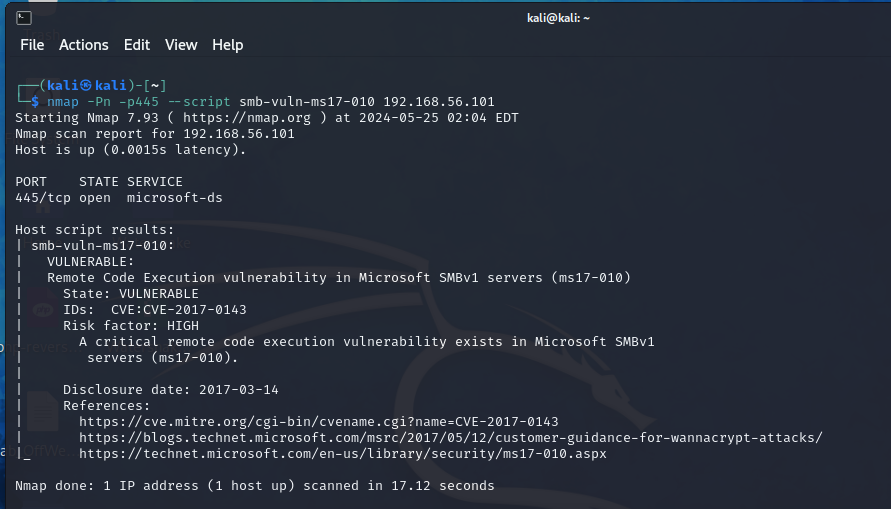 kali@kali: ~
File Actions Edit View Help
┌──(kali㉿kali)-[~]
└─$ nmap -Pn -p445 --script smb-vuln-ms17-010 192.168.56.101
Starting Nmap 7.93 ( https://nmap.org ) at 2024-05-25 02:04 EDT
Nmap scan report for 192.168.56.101
Host is up (0.0015s latency).

PORT    STATE SERVICE
445/tcp open  microsoft-ds

Host script results:
| smb-vuln-ms17-010:
|   VULNERABLE:
|   Remote Code Execution vulnerability in Microsoft SMBv1 servers (ms17-010)
|     State: VULNERABLE
|     IDs:  CVE:CVE-2017-0143
|     Risk factor: HIGH
|       A critical remote code execution vulnerability exists in Microsoft SMBv1
|        servers (ms17-010).
|
|     Disclosure date: 2017-03-14
|     References:
|       https://cve.mitre.org/cgi-bin/cvename.cgi?name=CVE-2017-0143
|       https://blogs.technet.microsoft.com/msrc/2017/05/12/customer-guidance-for-wannacrypt-attacks/
|_      https://technet.microsoft.com/en-us/library/security/ms17-010.aspx

Nmap done: 1 IP address (1 host up) scanned in 17.12 seconds